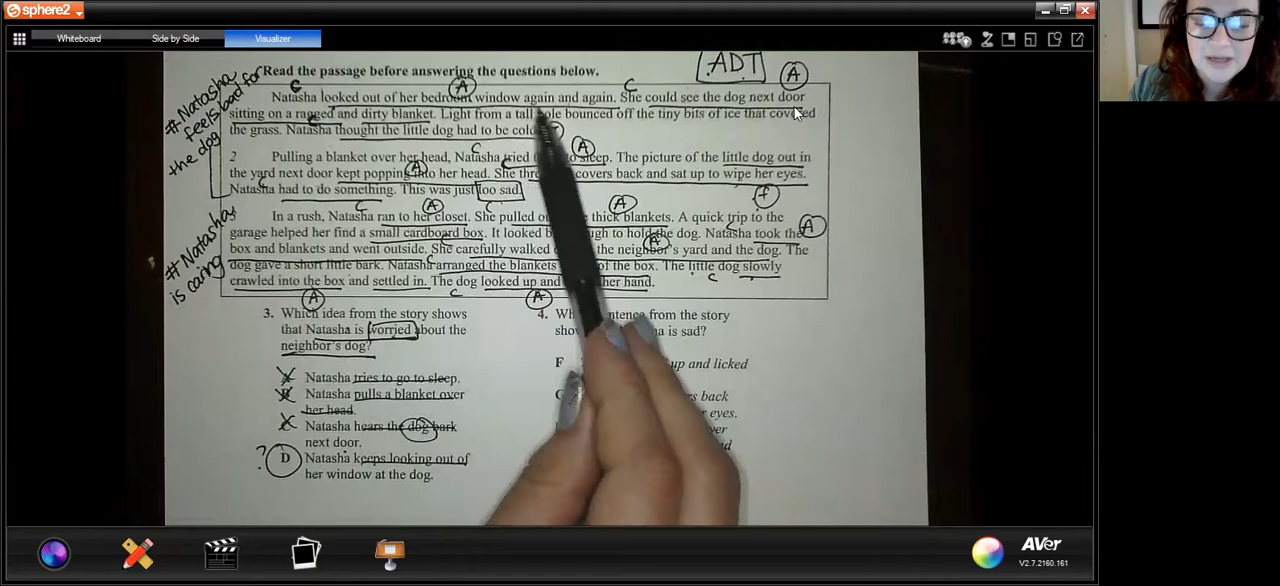 sphere2
Whiteboard
Side by Side
Visualizer
ADT
A
#Natasha
feels bad for
the dog
#Natasha
is caring
Read the passage before answering the questions below.
Natasha looked out of her bedroom window again and again. She could see the dog next door
sitting on a ragged and dirty blanket. Light from a tall pole bounced off the tiny bits of ice that covered
the grass. Natasha thought the little dog had to be cold
2 Pulling a blanket over her head, Natasha tried to sleep. The picture of the little dog out in
the yard next door kept popping into her head. She covers back and sat up to wipe her eyes.
Natasha had to do something. This was just too sad.
In a rush, Natasha ran to her closet. She pulled thick blankets. A quick trip to the
garage helped her find a small cardboard box. It looked to hold the dog. Natasha took the
box and blankets and went outside. She carefully walked the neighbor's yard and the dog. The
dog gave a short little bark. Natasha arranged the blankets of the box. The little dog slowly
crawled into the box and settled in. The dog looked up and her hand.
3. Which idea from the story shows
that Natasha is worried about the
neighbor's dog?
A Natasha tries to go to sleep.
B Natasha pulls a blanket over
her head.
C Natasha hears the dog bark
next door.
? D Natasha keeps looking out of
her window at the dog.
4. from the story
is sad?
F up and licked
back
eyes.
AVer
V2.7.2160.161